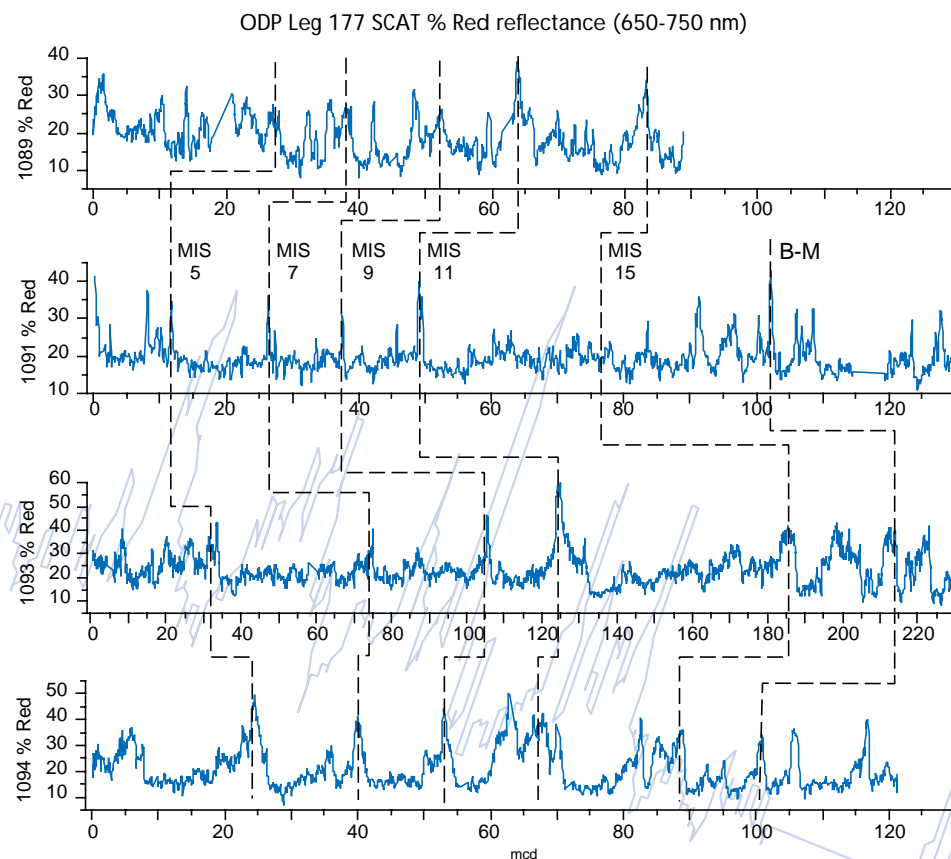 ODP Leg 177 SCAT % Red reflectance (650-750 nm)
1089 % Red
40
30
20
10
0 20 40 60 80 100 120
MIS 5
MIS 7
MIS 9
MIS 11
MIS 15
B-M
1091 % Red
40
30
20
10
0 20 40 60 80 100 120
1093 % Red
60
50
40
30
20
10
0 20 40 60 80 100 120 140 160 180 200 220
1094 % Red
50
40
30
20
10
0 20 40 60 80 100 120
mcd